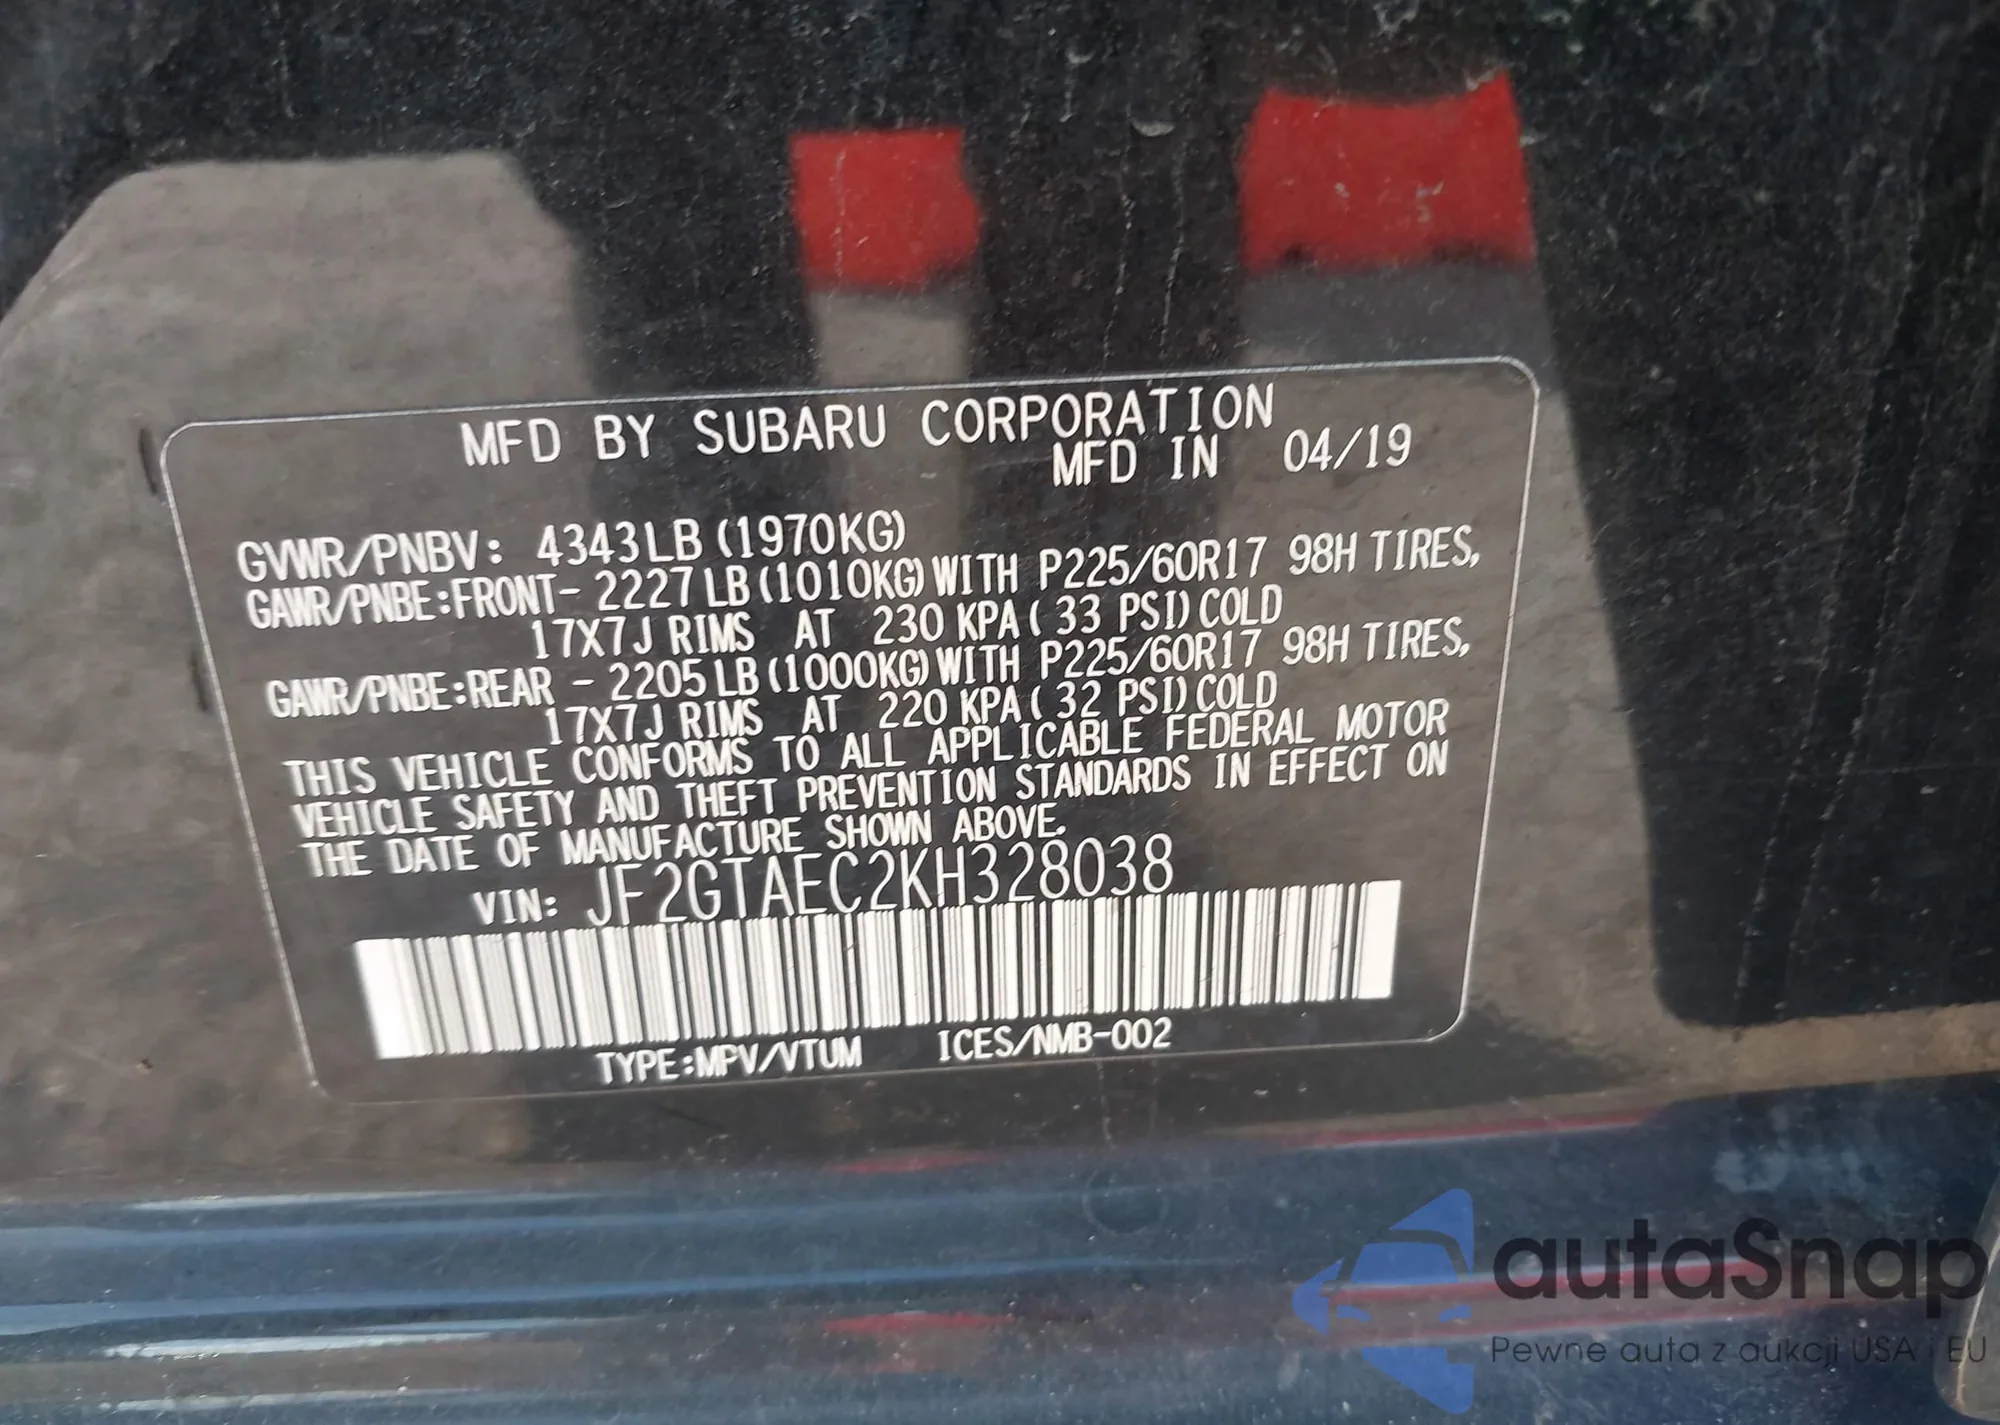 MFD BY SUBARU CORPORATION
MFD IN 04/19
GVWR/PNBV: 4343LB (1970KG)
GAWR/PNBE:FRONT- 2227LB (1010KG) WITH P225/60R17 98H TIRES,
17X7J RIMS AT 230 KPA ( 33 PSI) COLD
GAWR/PNBE:REAR - 2205LB (1000KG) WITH P225/60R17 98H TIRES,
17X7J RIMS AT 220 KPA ( 32 PSI) COLD
THIS VEHICLE CONFORMS TO ALL APPLICABLE FEDERAL MOTOR
VEHICLE SAFETY AND THEFT PREVENTION STANDARDS IN EFFECT ON
THE DATE OF MANUFACTURE SHOWN ABOVE.
VIN: JF2GTAEC2KH328038
TYPE:MPV/VTUM ICES/NMB-002
autaSnap
Pewne auta z aukcji USA i EU